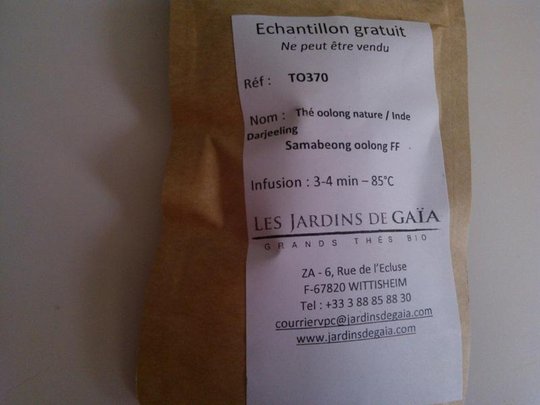 Echantillon gratuit
Ne peut être vendu
Réf : TO370
Nom : Thé oolong nature / Inde
Darjeeling
Samabeong oolong FF
Infusion : 3-4 min – 85°C
LES JARDINS DE GAÏA
GRANDS THÉS BIO
ZA - 6, Rue de l'Ecluse
F-67820 WITTISHEIM
Tel : +33 3 88 85 88 30
courriervpc@jardinsdegaia.com
www.jardinsdegaia.com